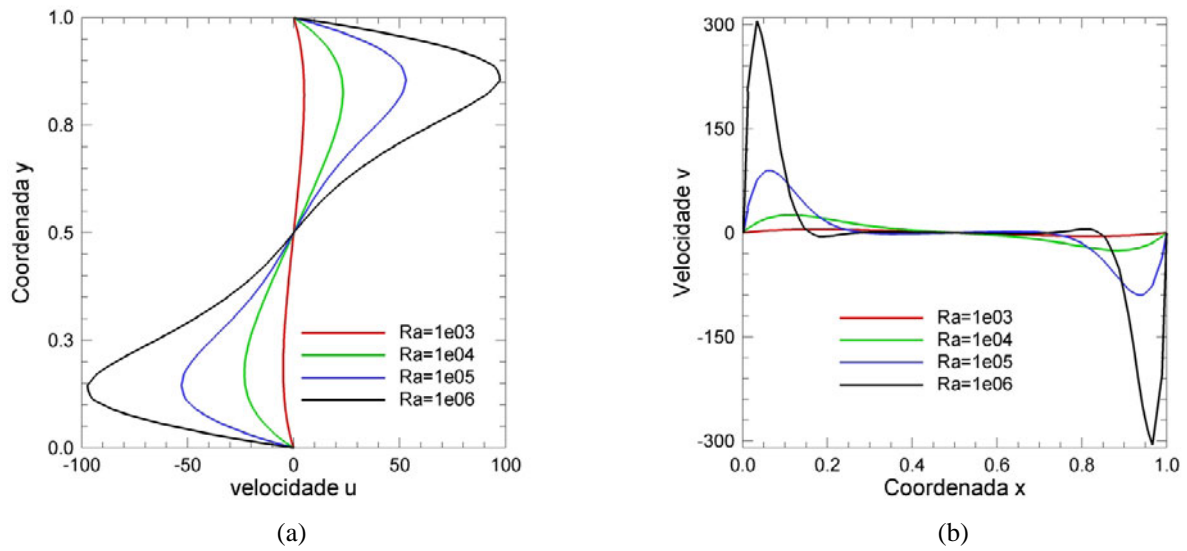 1.0
0.8
0.5
0.3
0.0
Coordenada y
Ra=1e03
Ra=1e04
Ra=1e05
Ra=1e06
-100 -50 0 50 100
velocidade u
(a)
300
150
0
-150
-300
Velocidade v
Ra=1e03
Ra=1e04
Ra=1e05
Ra=1e06
0.0 0.2 0.4 0.6 0.8 1.0
Coordenada x
(b)